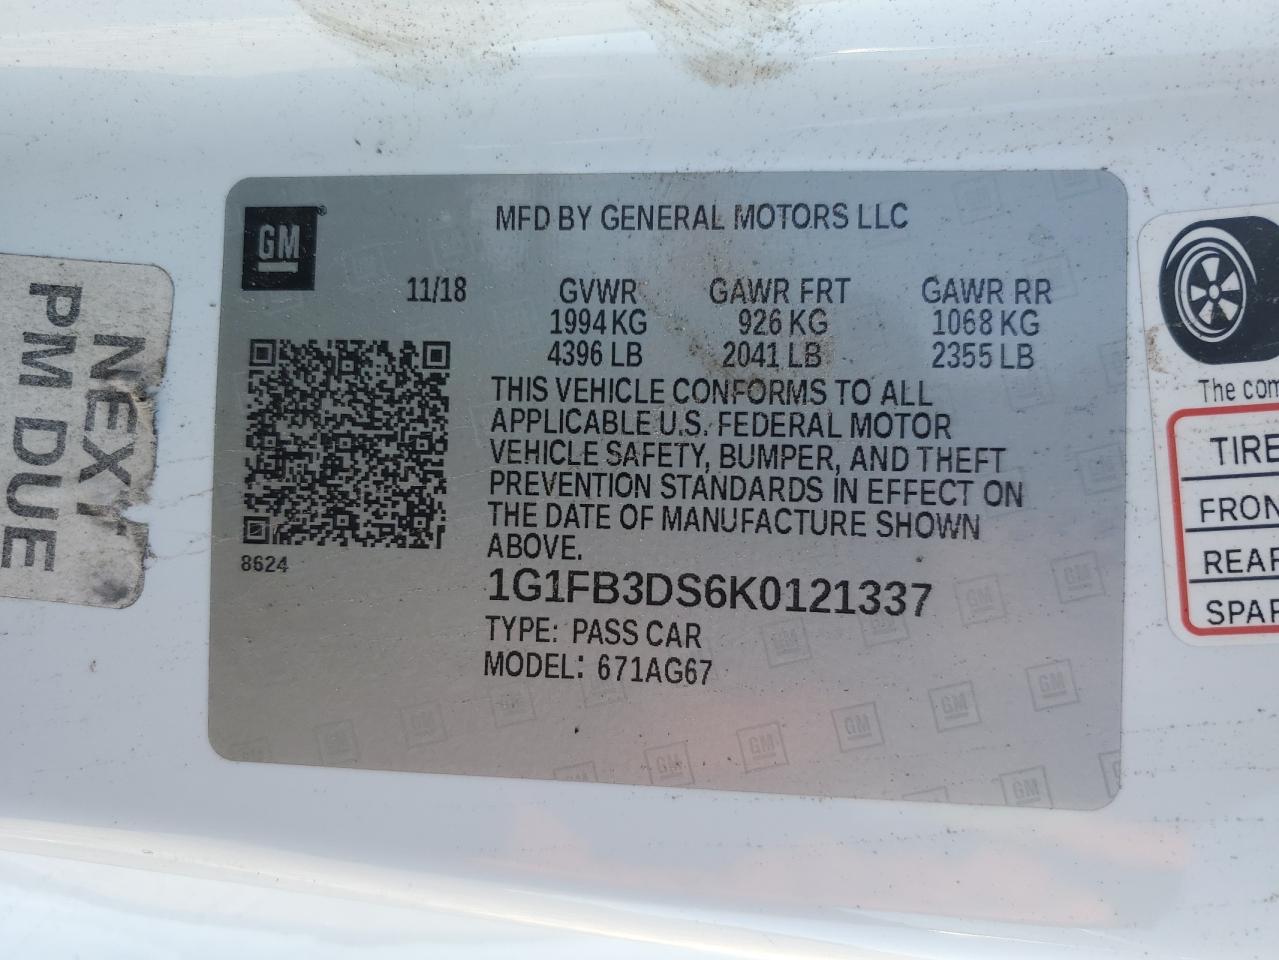 NEXT
PM DUE
GM
MFD BY GENERAL MOTORS LLC
11/18 GVWR GAWR FRT GAWR RR
1994 KG 926 KG 1068 KG
4396 LB 2041 LB 2355 LB
THIS VEHICLE CONFORMS TO ALL
APPLICABLE U.S. FEDERAL MOTOR
VEHICLE SAFETY, BUMPER, AND THEFT
PREVENTION STANDARDS IN EFFECT ON
THE DATE OF MANUFACTURE SHOWN
ABOVE.
8624
1G1FB3DS6K0121337
TYPE: PASS CAR
MODEL: 671AG67
The com
TIRE
FRON
REAR
SPAR